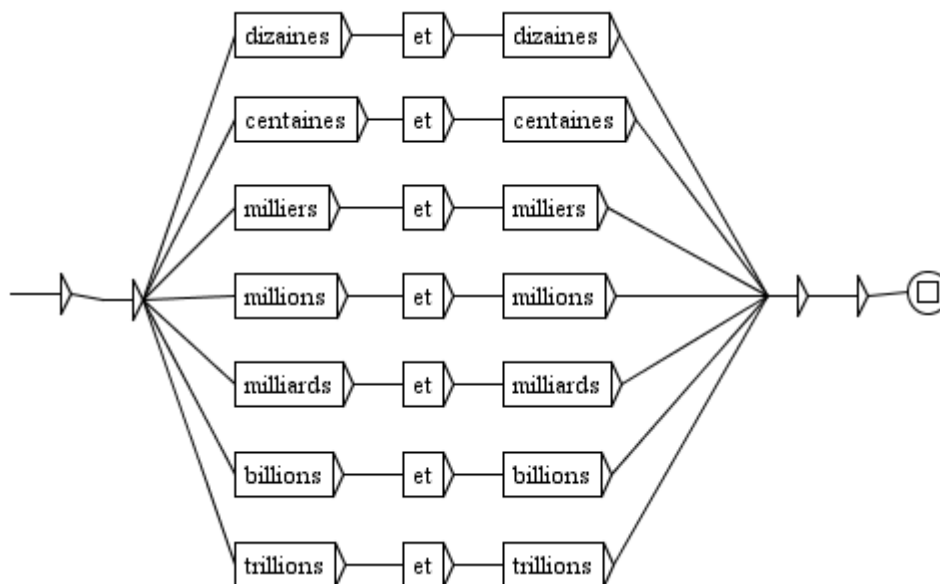 dizaines et dizaines
centaines et centaines
milliers et milliers
millions et millions
milliards et milliards
billions et billions
trillions et trillions